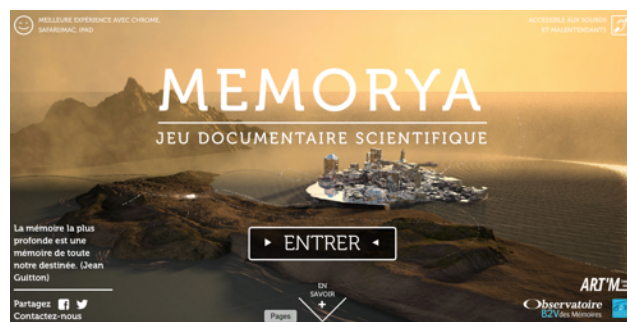 MEILLEURE EXPÉRIENCE AVEC CHROME,
SAFARI/MAC, IPAD
ACCESSIBLE AUX SOURDS
ET MALENTENDANTS
MEMORYA
JEU DOCUMENTAIRE SCIENTIFIQUE
La mémoire la plus
profonde est une
mémoire de toute
notre destinée. (Jean
Guitton)
ENTRER
Partagez
Contactez-nous
EN
SAVOIR
+
Pages
ART'M
Observatoire
B2V des Mémoires